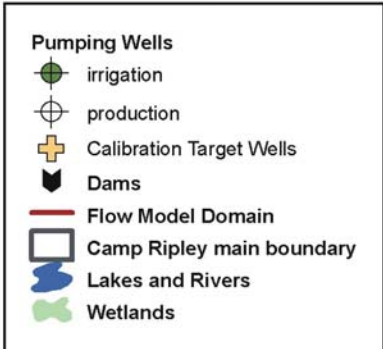 Pumping Wells
irrigation
production
Calibration Target Wells
Dams
Flow Model Domain
Camp Ripley main boundary
Lakes and Rivers
Wetlands